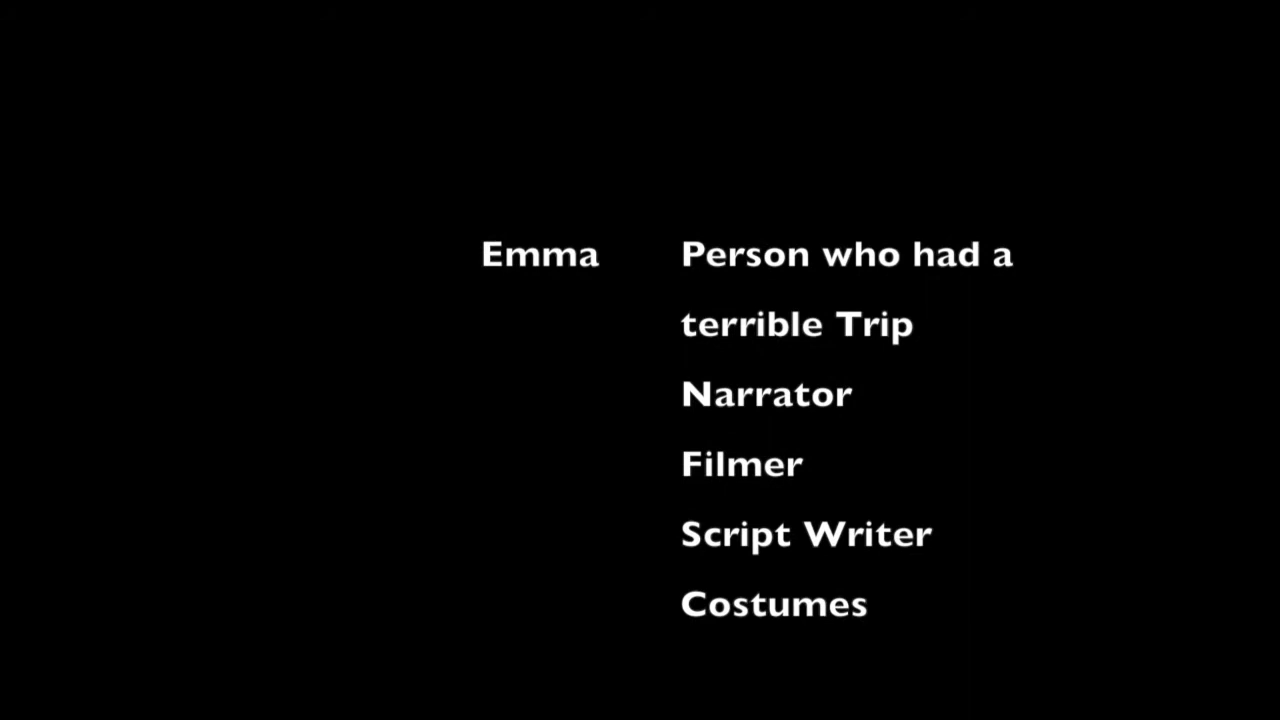 Emma Person who had a
terrible Trip
Narrator
Filmer
Script Writer
Costumes